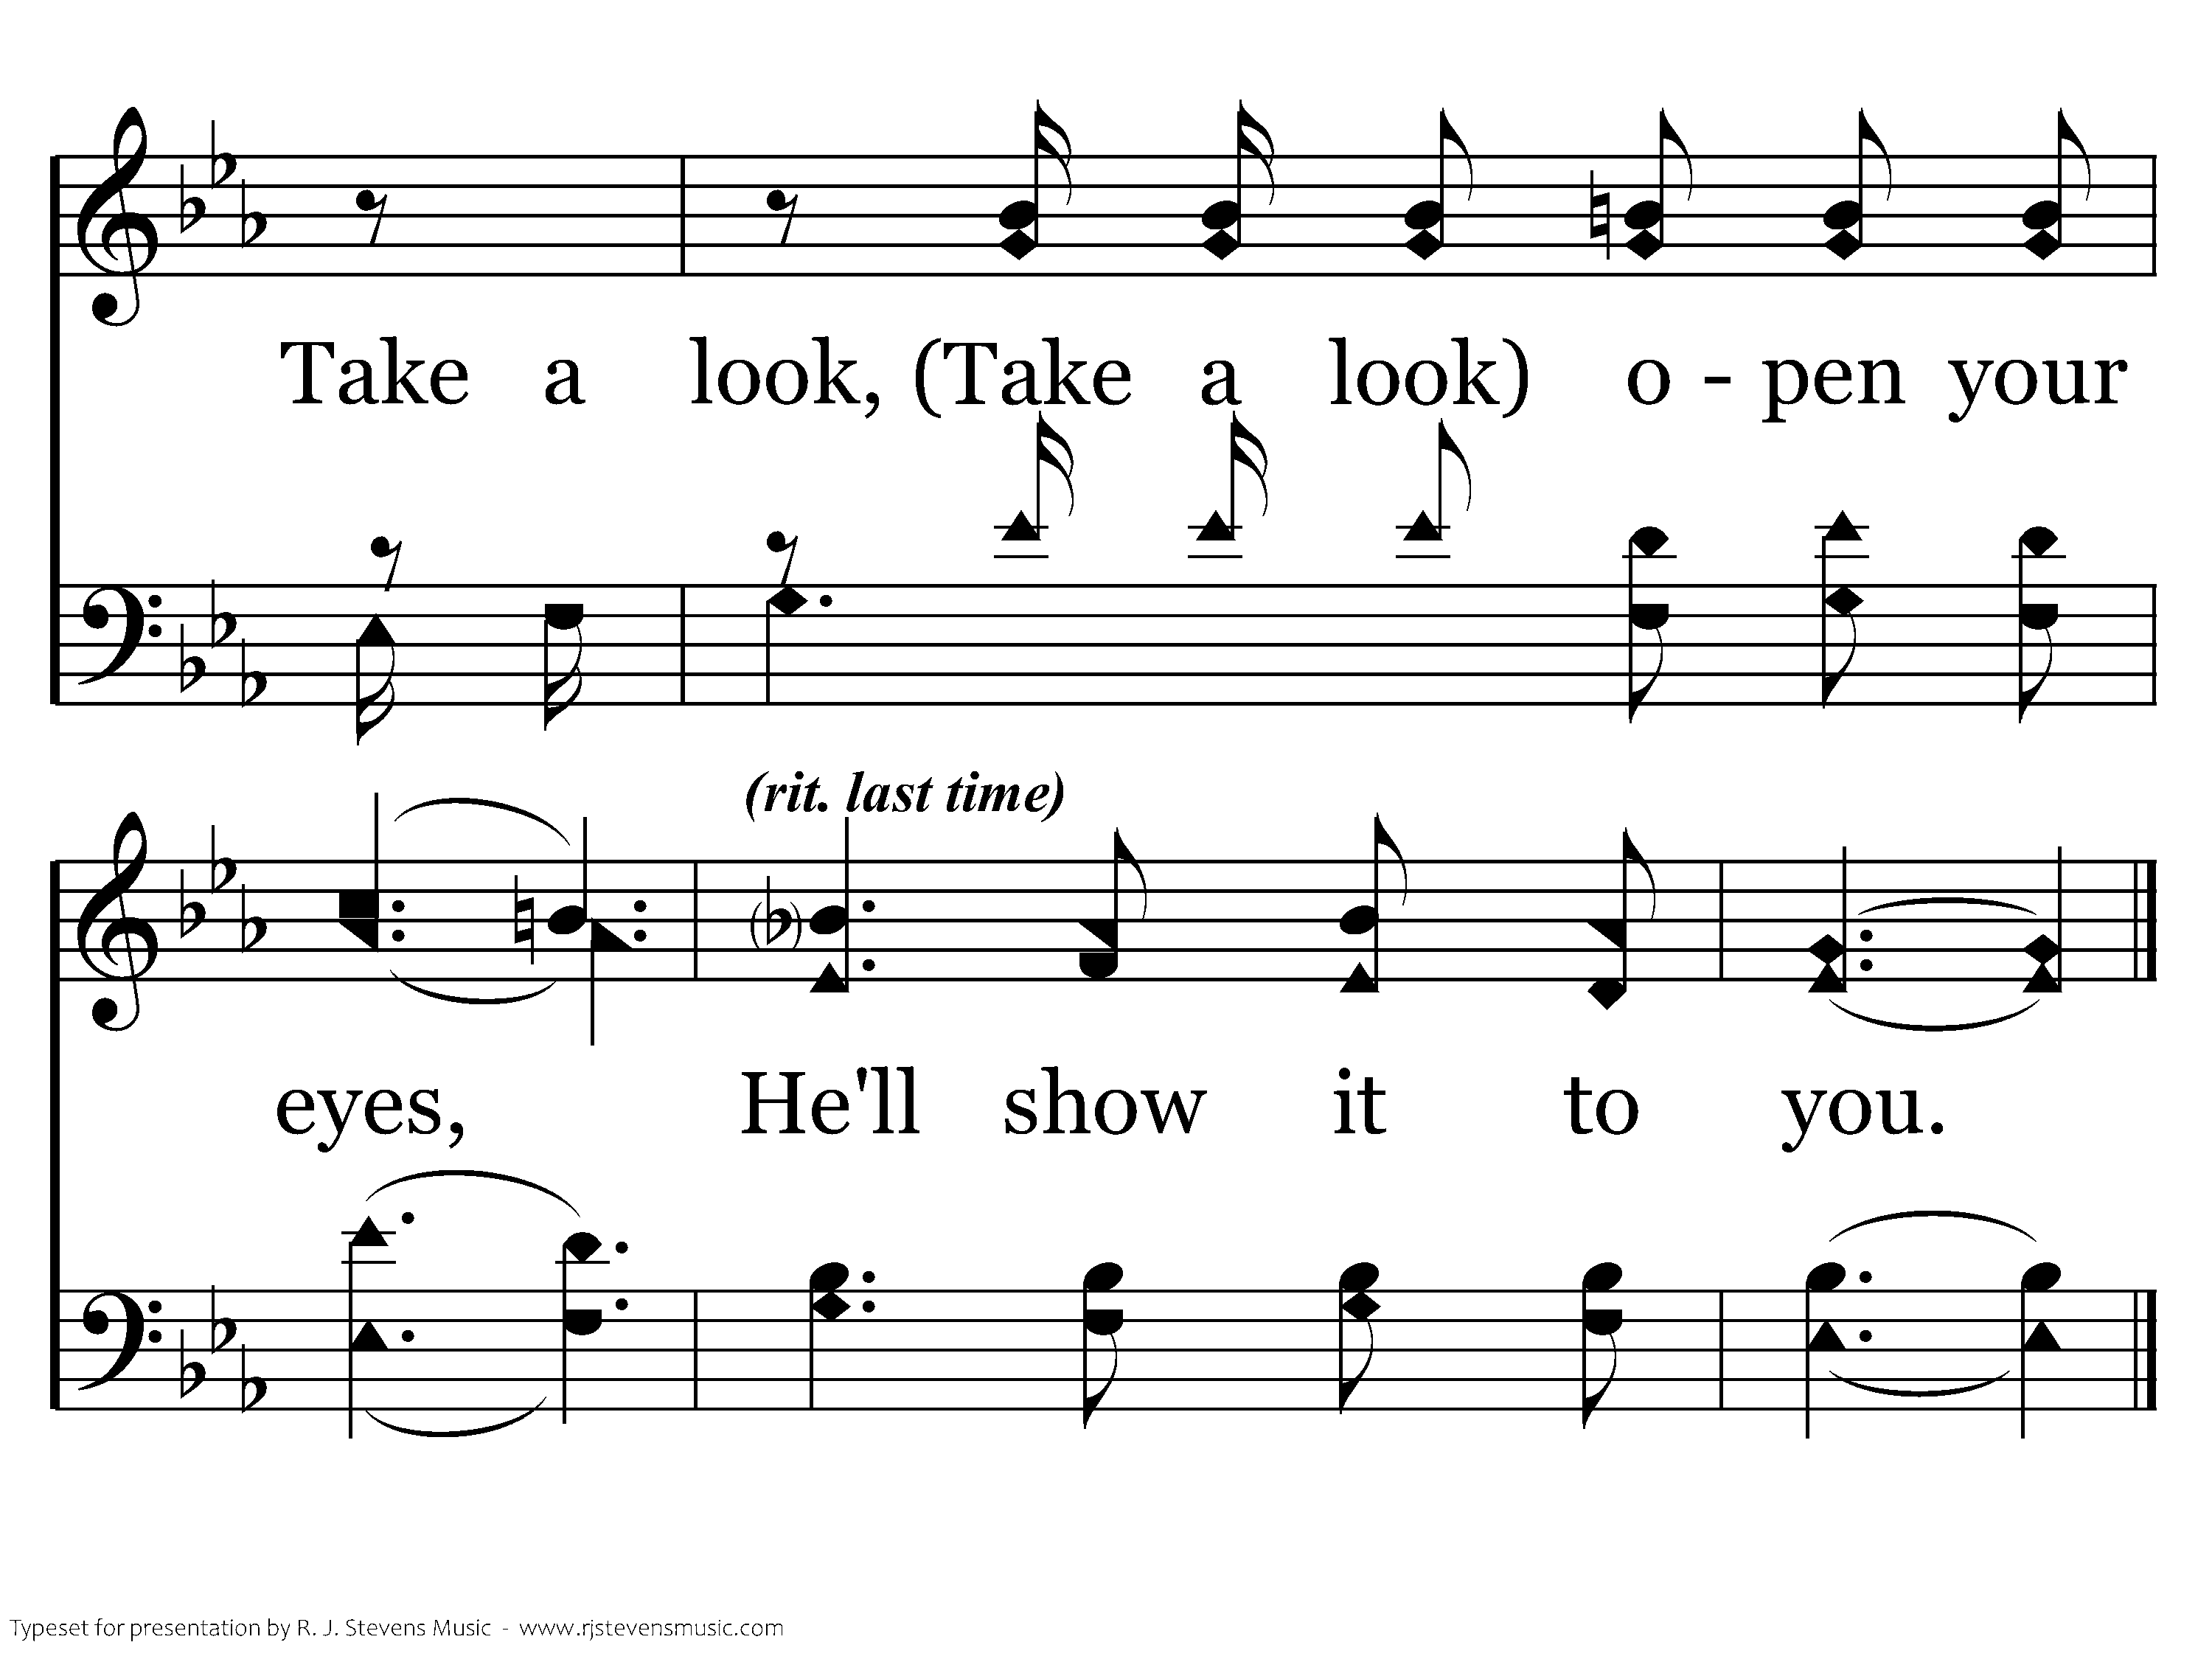 Take a look, (Take a look) o - pen your
(rit. last time)
eyes, He'll show it to you.
Typeset for presentation by R. J. Stevens Music - www.rjstevensmusic.com